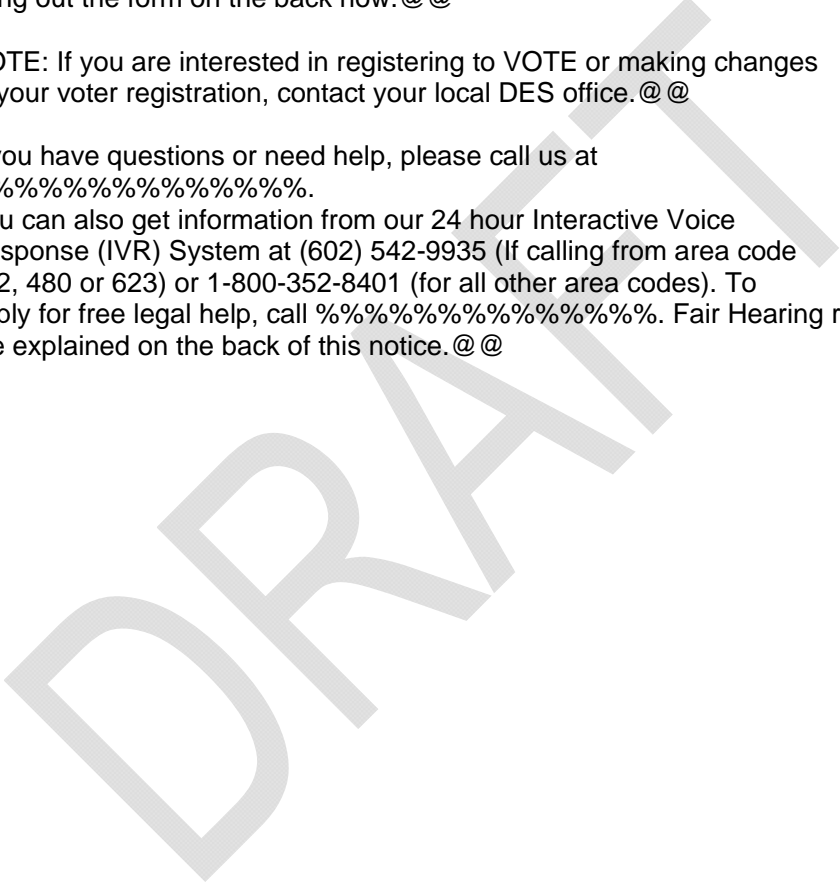 ng out the form on the back now.@@
OTE: If you are interested in registering to VOTE or making changes
your voter registration, contact your local DES office.@@
you have questions or need help, please call us at
%%%%%%%%%%%%%.
u can also get information from our 24 hour Interactive Voice
sponse (IVR) System at (602) 542-9935 (If calling from area code
2, 480 or 623) or 1-800-352-8401 (for all other area codes). To
ply for free legal help, call %%%%%%%%%%%%%%. Fair Hearing r
e explained on the back of this notice.@@
DRAFT